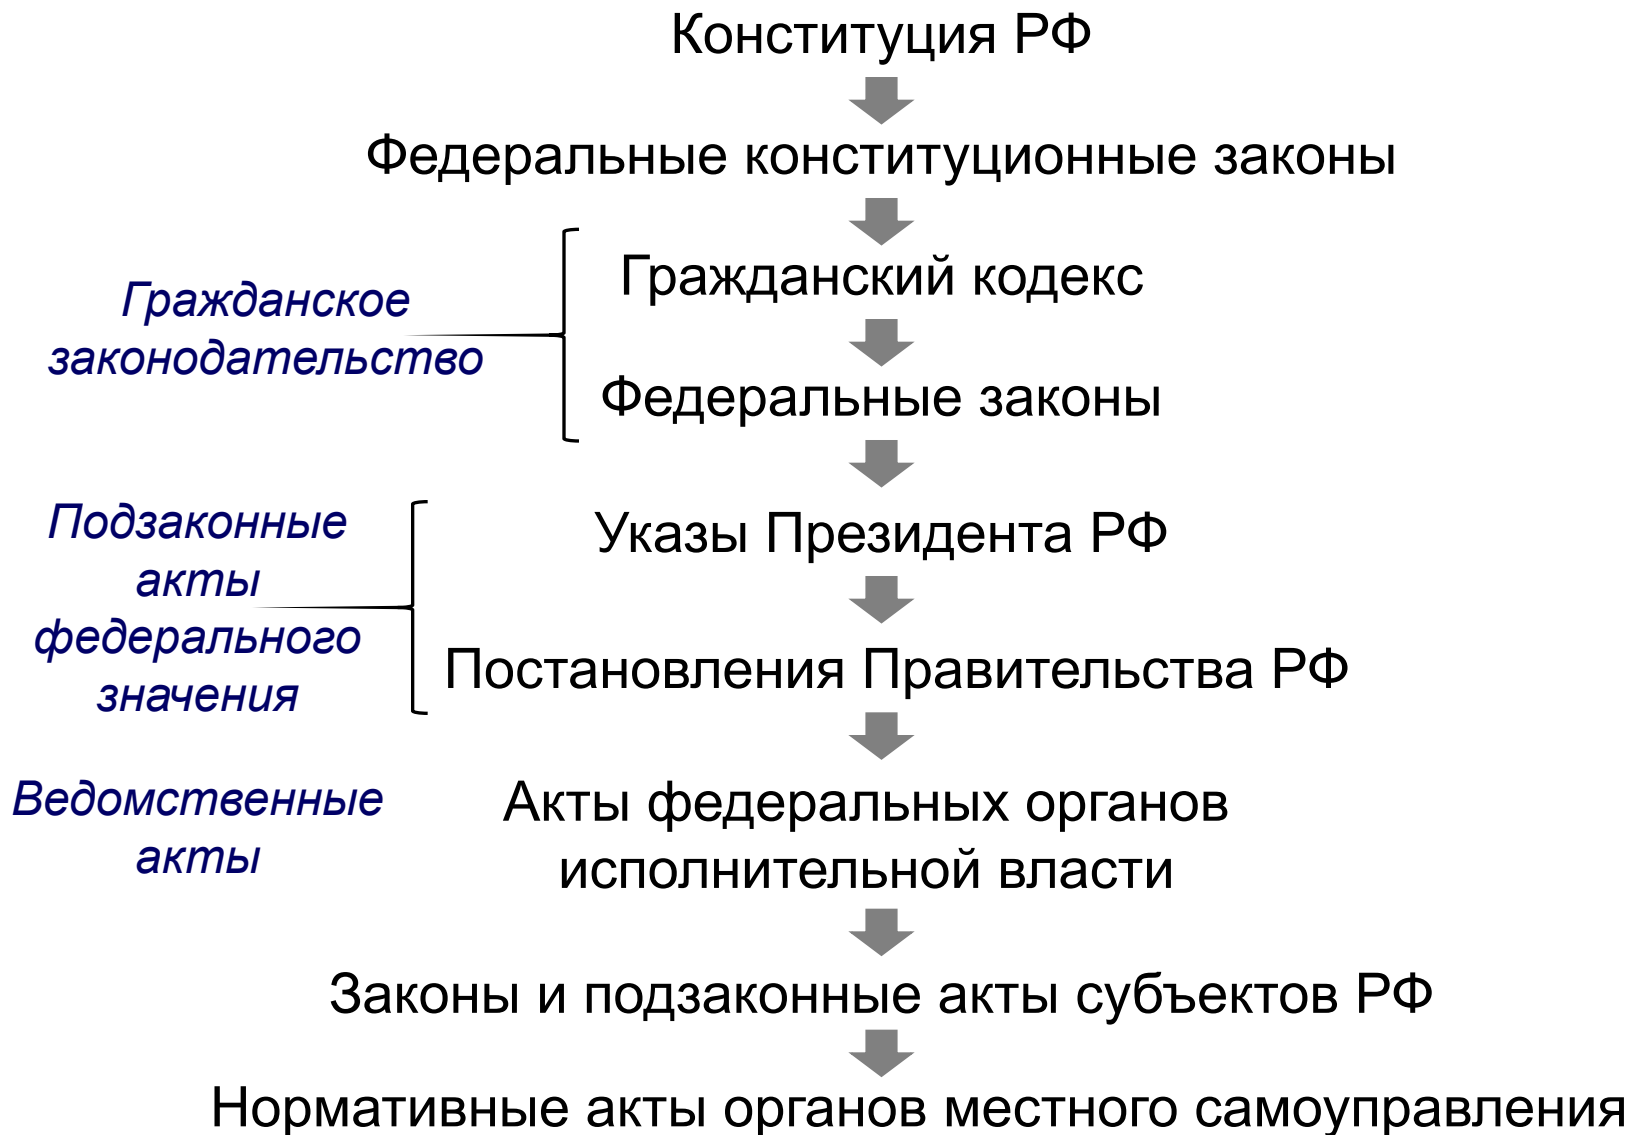 Конституция РФ
Федеральные конституционные законы
Гражданское
законодательство
Гражданский кодекс
Федеральные законы
Подзаконные
акты
федерального
значения
Указы Президента РФ
Постановления Правительства РФ
Ведомственные
акты
Акты федеральных органов
исполнительной власти
Законы и подзаконные акты субъектов РФ
Нормативные акты органов местного самоуправления